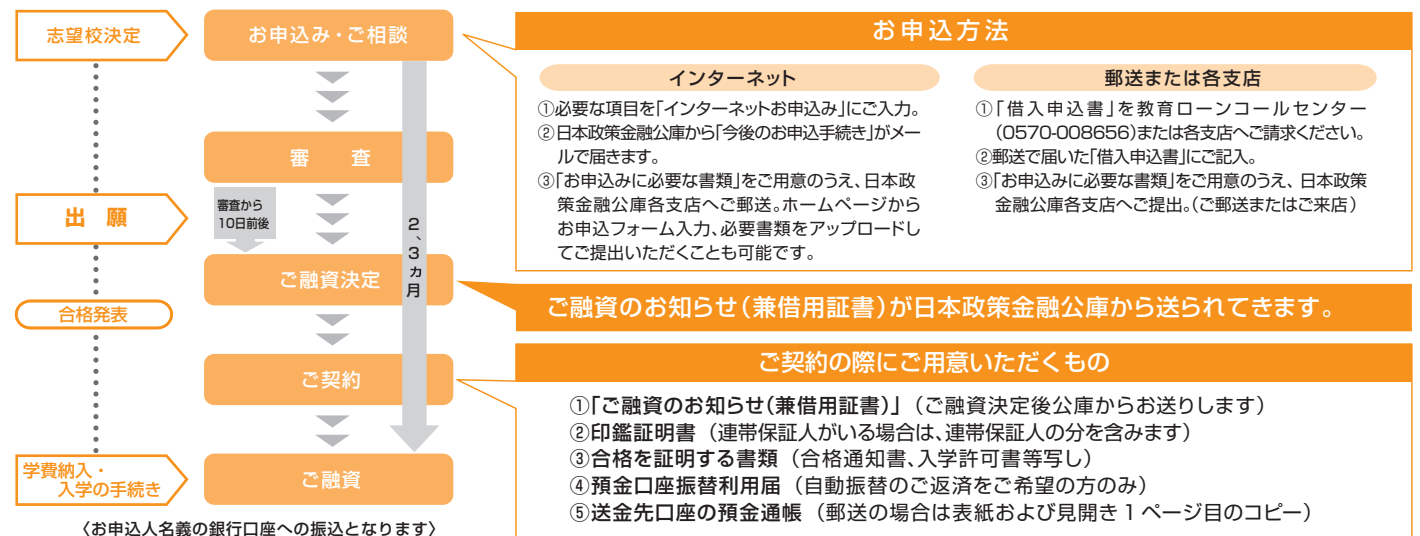 志望校決定
お申込み・ご相談
審　査
審査から
10日前後
出　願
2、3ヵ月
ご融資決定
合格発表
ご契約
学費納入・
入学の手続き
ご融資
〈お申込人名義の銀行口座への振込となります〉
お申込方法
インターネット
①必要な項目を「インターネットお申込み」にご入力。
②日本政策金融公庫から「今後のお申込手続き」がメー
ルで届きます。
③「お申込みに必要な書類」をご用意のうえ、日本政
策金融公庫各支店へご郵送。ホームページから
お申込フォーム入力、必要書類をアップロードし
てご提出いただくことも可能です。
郵送または各支店
①「借入申込書」を教育ローンコールセンター
（0570-008656）または各支店へご請求ください。
②郵送で届いた「借入申込書」にご記入。
③「お申込みに必要な書類」をご用意のうえ、日本政策
金融公庫各支店へご提出。（ご郵送またはご来店）
ご融資のお知らせ（兼借用証書）が日本政策金融公庫から送られてきます。
ご契約の際にご用意いただくもの
①「ご融資のお知らせ（兼借用証書）」（ご融資決定後公庫からお送りします）
②印鑑証明書（連帯保証人がいる場合は、連帯保証人の分を含みます）
③合格を証明する書類（合格通知書、入学許可書等写し）
④預金口座振替利用届（自動振替のご返済をご希望の方のみ）
⑤送金先口座の預金通帳（郵送の場合は表紙および見開き１ページ目のコピー）